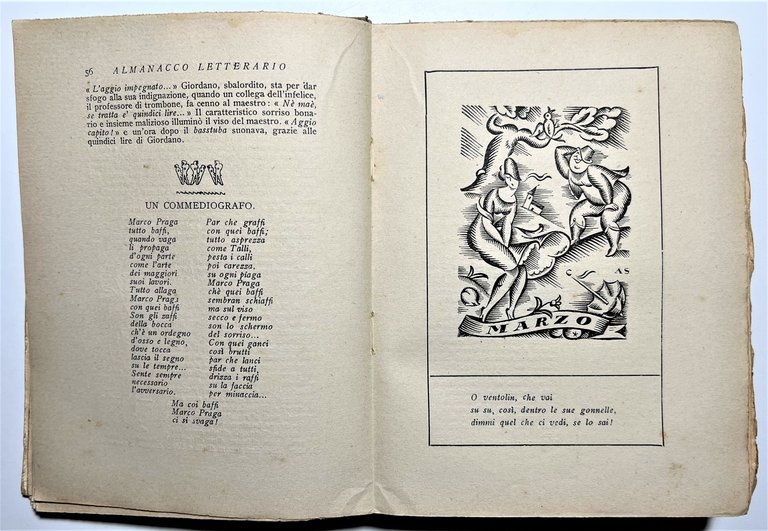 56 ALMANACCO LETTERARIO
« L'aggio impegnato... » Giordano, sbalordito, sta per dar
sfogo alla sua indignazione, quando un collega dell'infelice,
il professore di trombone, fa cenno al maestro: « Nè maè,
se tratta e' quindici lire... » Il caratteristico sorriso bona-
rio e insieme malizioso illuminò il viso del maestro. « Aggio
capito! » e un'ora dopo il basstuba suonava, grazie alle
quindici lire di Giordano.
UN COMMEDIOGRAFO.
Marco Praga
tutto baffi,
quando vaga
li propaga
d'ogni parte
come l'arte
dei maggiori
suoi lavori.
Tutto allaga
Marco Praga
con quei baffi
Son gli zaffi
della bocca
ch'è un ordegno
d'osso e legno,
dove tocca
lascia il segno
su le tempre...
Sente sempre
necessario
l'avversario.
Par che graffi
con quei baffi;
tutto asprezza
come Talli,
pesta i calli
poi carezza.
su ogni piaga
Marco Praga
chè quei baffi
sembran schiaffi
ma sul viso
secco e fermo
son lo schermo
del sorriso...
Con quei ganci
così brutti
par che lanci
sfide a tutti,
drizza i raffi
su la faccia
per minaccia...
Ma coi baffi
Marco Praga
ci si svaga!
C AS
MARZO
O ventolin, che vai
su su, così, dentro le sue gonnelle,
dimmi quel che ci vedi, se lo sai!